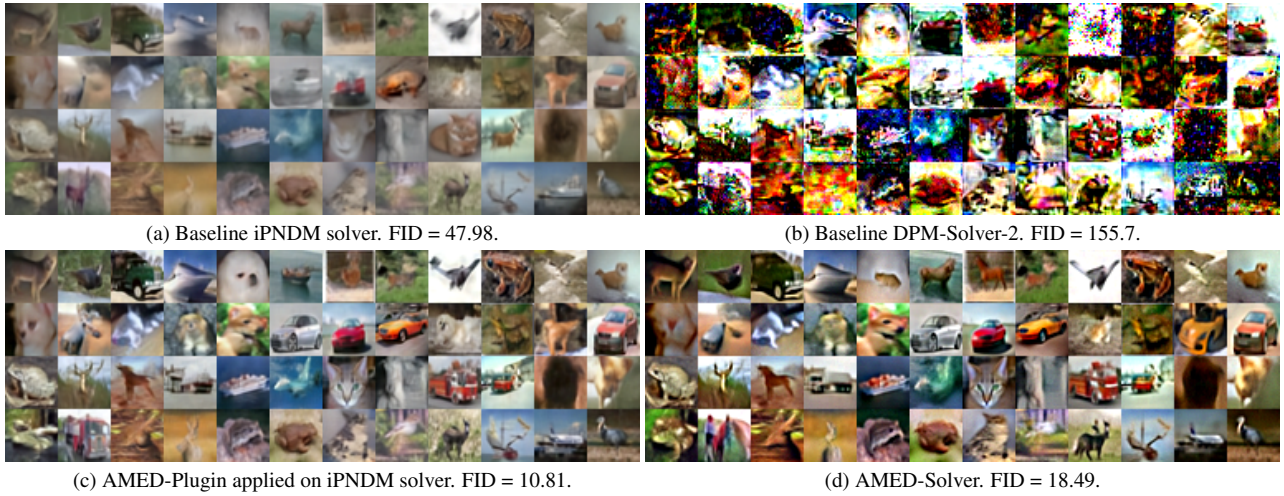 (a) Baseline iPNDM solver. FID = 47.98.
(b) Baseline DPM-Solver-2. FID = 155.7.
(c) AMED-Plugin applied on iPNDM solver. FID = 10.81.
(d) AMED-Solver. FID = 18.49.